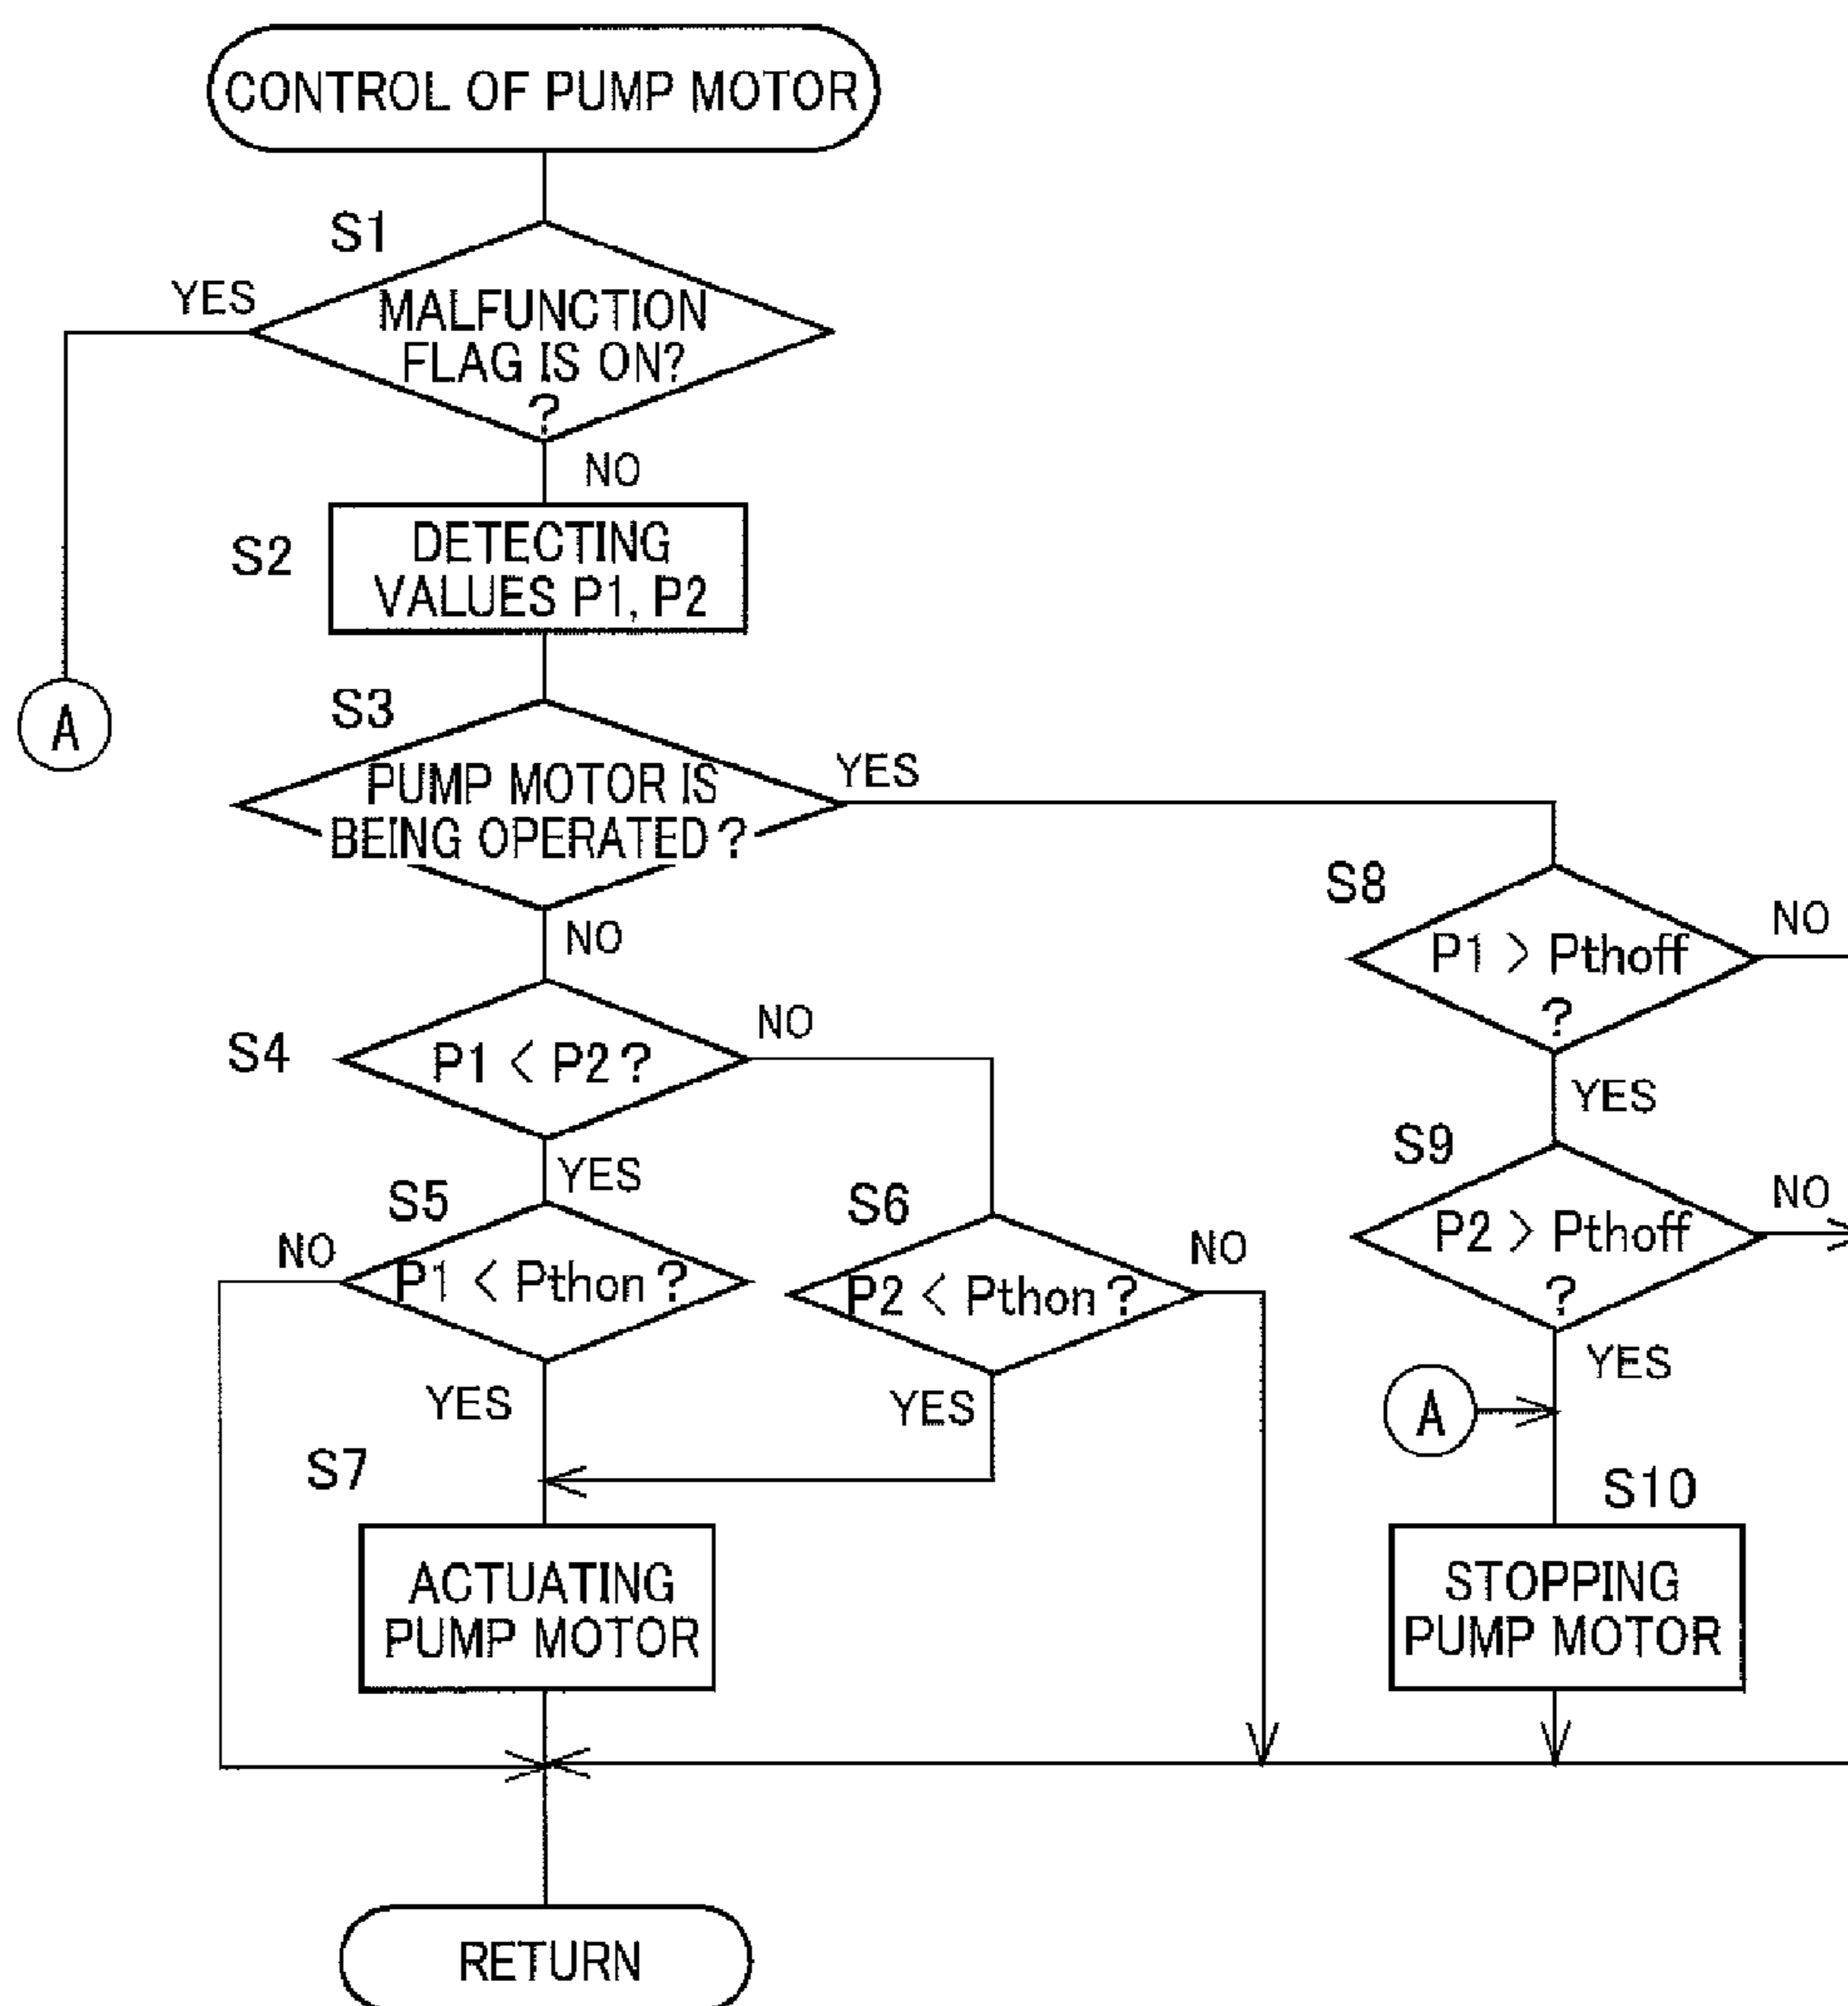 CONTROL OF PUMP MOTOR
S1
YES
MALFUNCTION
FLAG IS ON?
?
NO
S2
DETECTING
VALUES P1, P2
A
S3
PUMP MOTOR IS
BEING OPERATED ?
YES
NO
S4
P1 < P2 ?
NO
YES
S5
NO
P1 < Pthon ?
YES
S6
P2 < Pthon ?
NO
YES
S7
ACTUATING
PUMP MOTOR
S8
P1 > Pthoff
?
NO
YES
S9
P2 > Pthoff
?
NO
YES
A
S10
STOPPING
PUMP MOTOR
RETURN